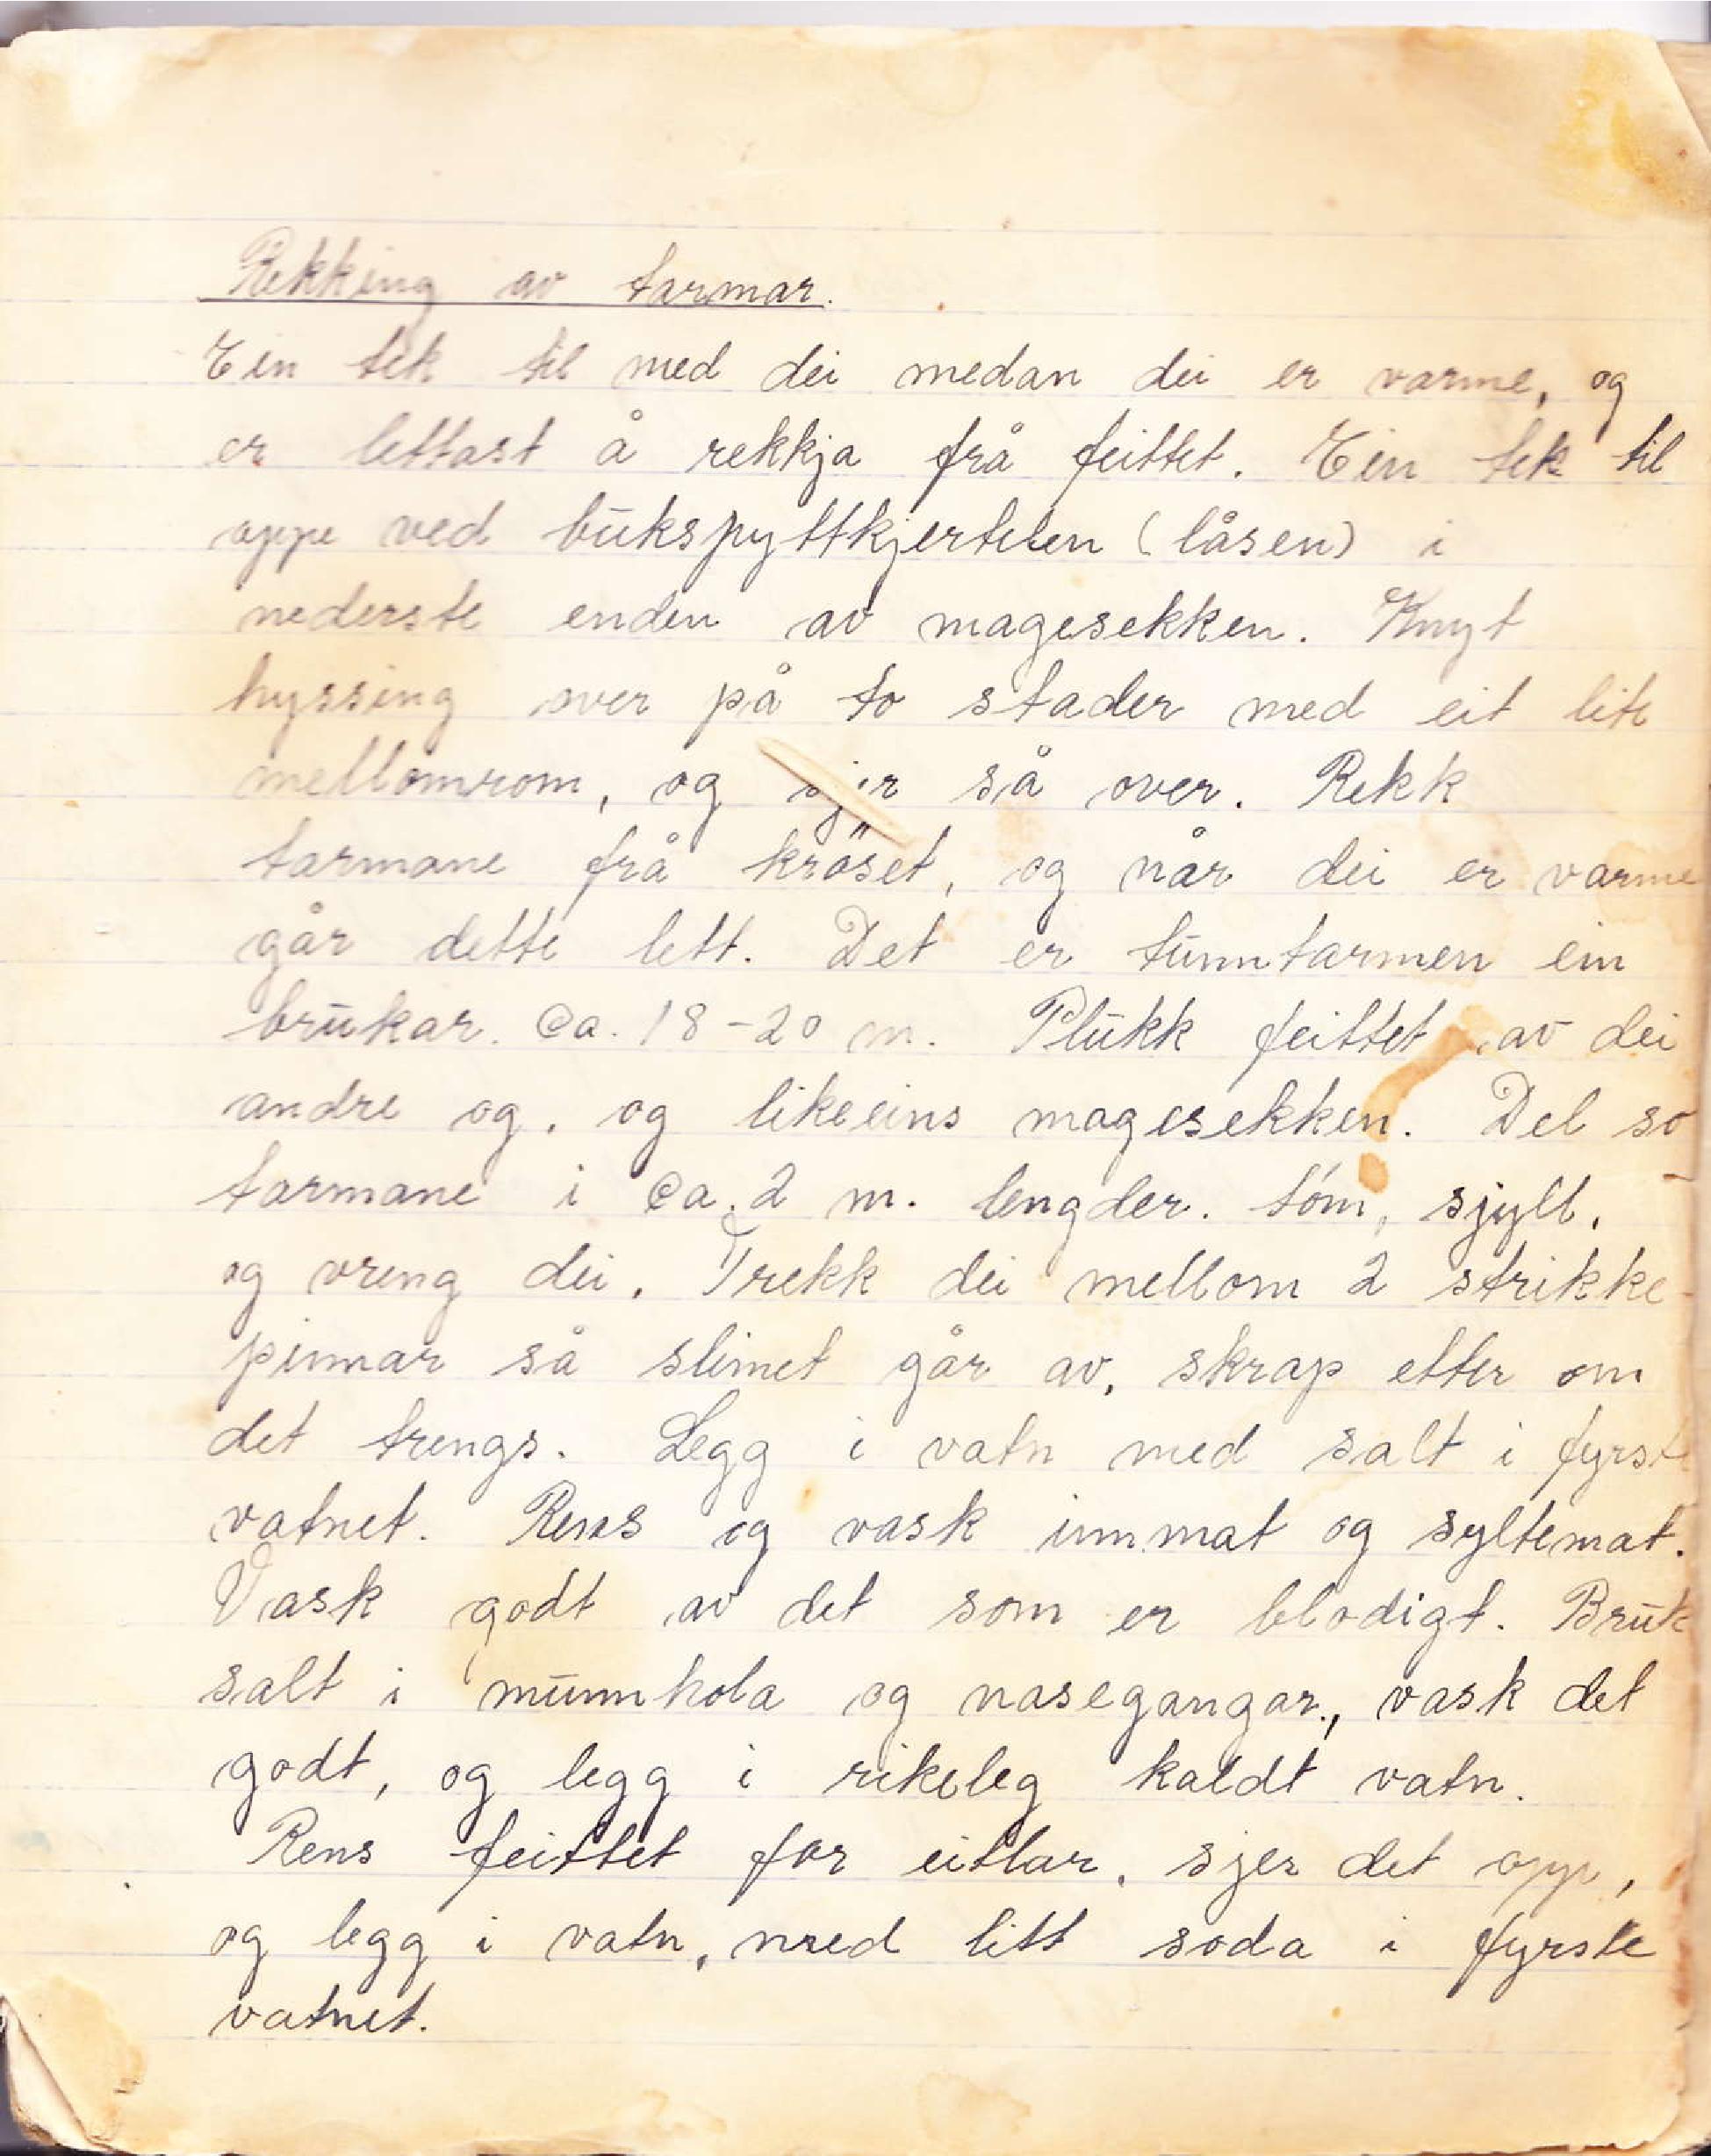 Rekking av tarmar.
Ein tek til med dei medan dei er varme, og
er lettast å rekkja frå feittet. Ein tek til
oppe ved bukspyttkjertelen (låsen) i
nederste enden av magesekken. Knyt
hyssing over på to stader med eit lite
mellomrom, og sjer så over. Rekk
tarmane frå kröset, og når dei er varme
går dette lett. Det er tunntarmen ein
brukar. Ca. 18-20 m. Plukk feittet av dei
andre og, og likeeins magesekken. Del so
tarmane i ca. 2 m. lengder. Tóm, sjyll,
og vreng dei. Trekk dei mellom 2 strikke-
pinnar så slimet går av, skrap etter om
det trengs. Legg i vatn med salt i fyrste
vatnet. Rens og vask innmat og syltemat.
Vask godt av det som er blodigt. Bruk
salt i munnhola og nasegangar, vask det
godt, og legg i rikeleg kaldt vatn.
Rens feittet for eitlar, sjer det opp,
og legg i vatn, med litt soda i fyrste
vatnet.